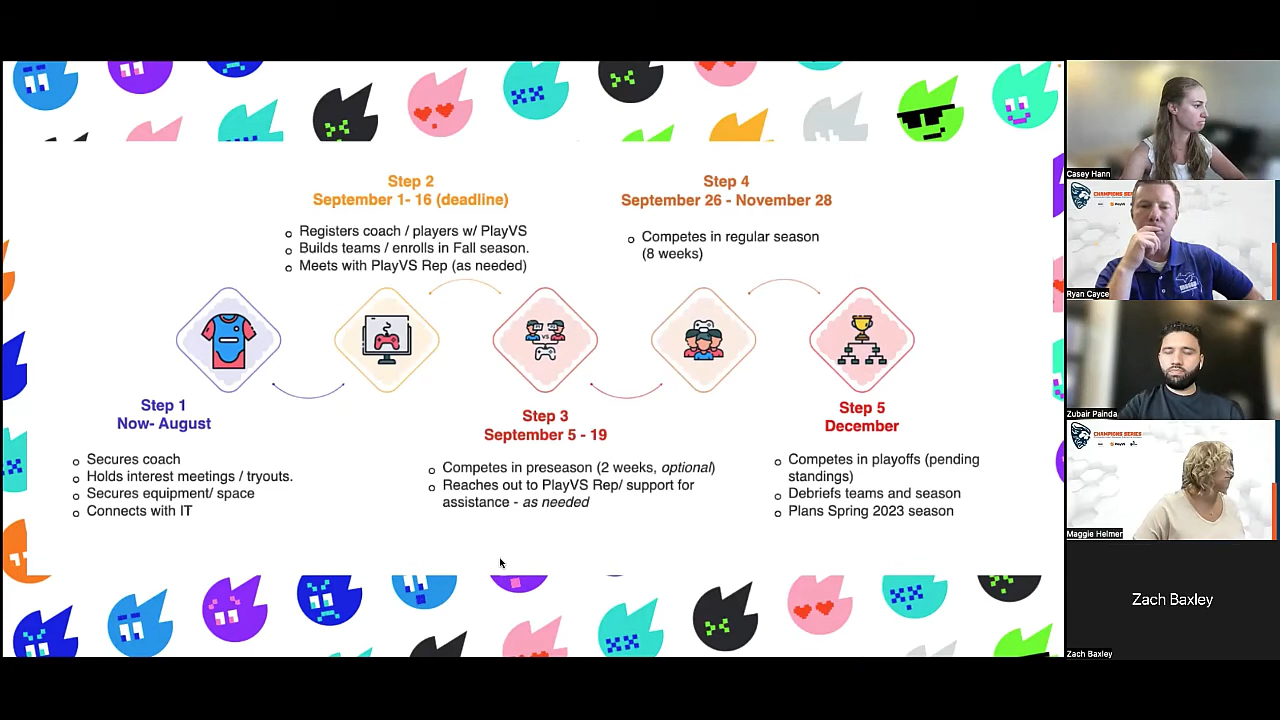 Step 2
September 1- 16 (deadline)
Registers coach / players w/ PlayVS
Builds teams / enrolls in Fall season.
Meets with PlayVS Rep (as needed)
Step 4
September 26 - November 28
Competes in regular season
(8 weeks)
VS
Step 1
Now- August
Secures coach
Holds interest meetings / tryouts.
Secures equipment/ space
Connects with IT
Step 3
September 5 - 19
Competes in preseason (2 weeks, optional)
Reaches out to PlayVS Rep/ support for
assistance - as needed
Step 5
December
Competes in playoffs (pending
standings)
Debriefs teams and season
Plans Spring 2023 season
Casey Hann
CHAMPIONS SERIES
Ryan Cayce
Zubair Painda
CHAMPIONS SERIES
Maggie Helmer
Zach Baxley
Zach Baxley